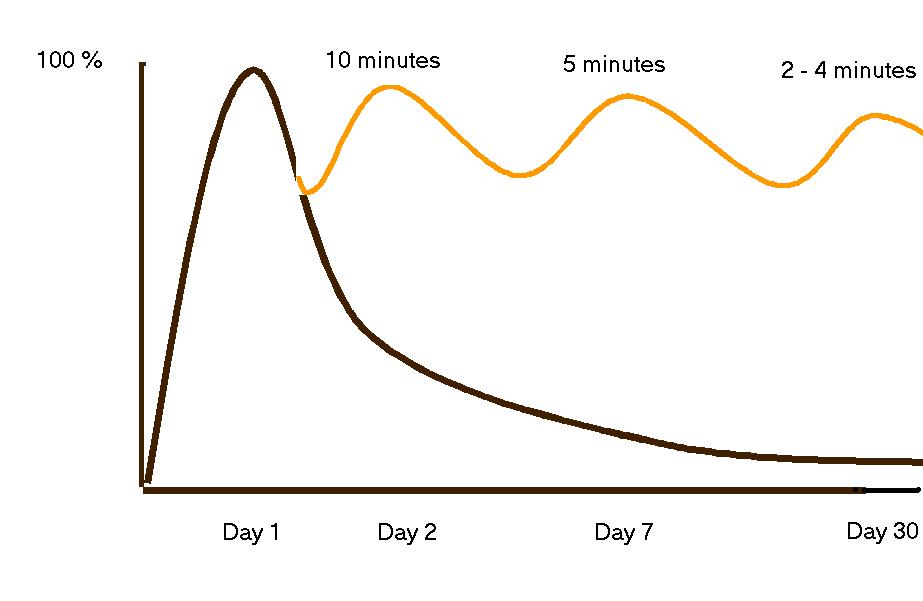 100 %
10 minutes
5 minutes
2 - 4 minutes
Day 1
Day 2
Day 7
Day 30